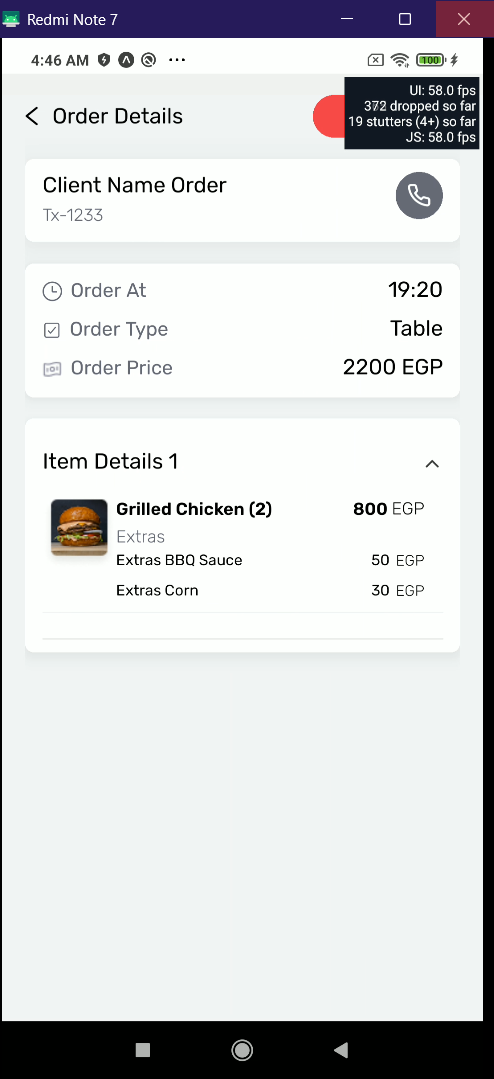 Redmi Note 7
4:46 AM
100
UI: 58.0 fps
372 dropped so far
19 stutters (4+) so far
JS: 58.0 fps
Order Details
Client Name Order
Tx-1233
Order At 19:20
Order Type Table
Order Price 2200 EGP
Item Details 1
Grilled Chicken (2) 800 EGP
Extras
Extras BBQ Sauce 50 EGP
Extras Corn 30 EGP